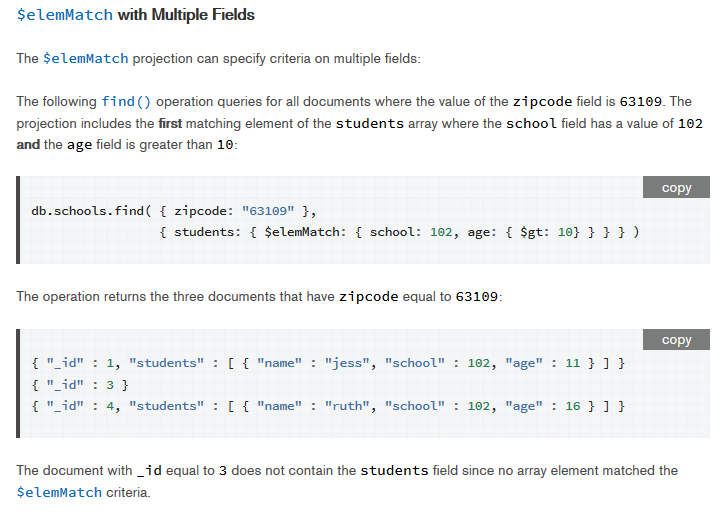 $elemMatch with Multiple Fields
The $elemMatch projection can specify criteria on multiple fields:
The following find() operation queries for all documents where the value of the zipcode field is 63109. The
projection includes the first matching element of the students array where the school field has a value of 102
and the age field is greater than 10:
copy
db.schools.find( { zipcode: "63109" },
{ students: { $elemMatch: { school: 102, age: { $gt: 10} } } } )
The operation returns the three documents that have zipcode equal to 63109:
copy
{ "_id" : 1, "students" : [ { "name" : "jess", "school" : 102, "age" : 11 } ] }
{ "_id" : 3 }
{ "_id" : 4, "students" : [ { "name" : "ruth", "school" : 102, "age" : 16 } ] }
The document with _id equal to 3 does not contain the students field since no array element matched the
$elemMatch criteria.